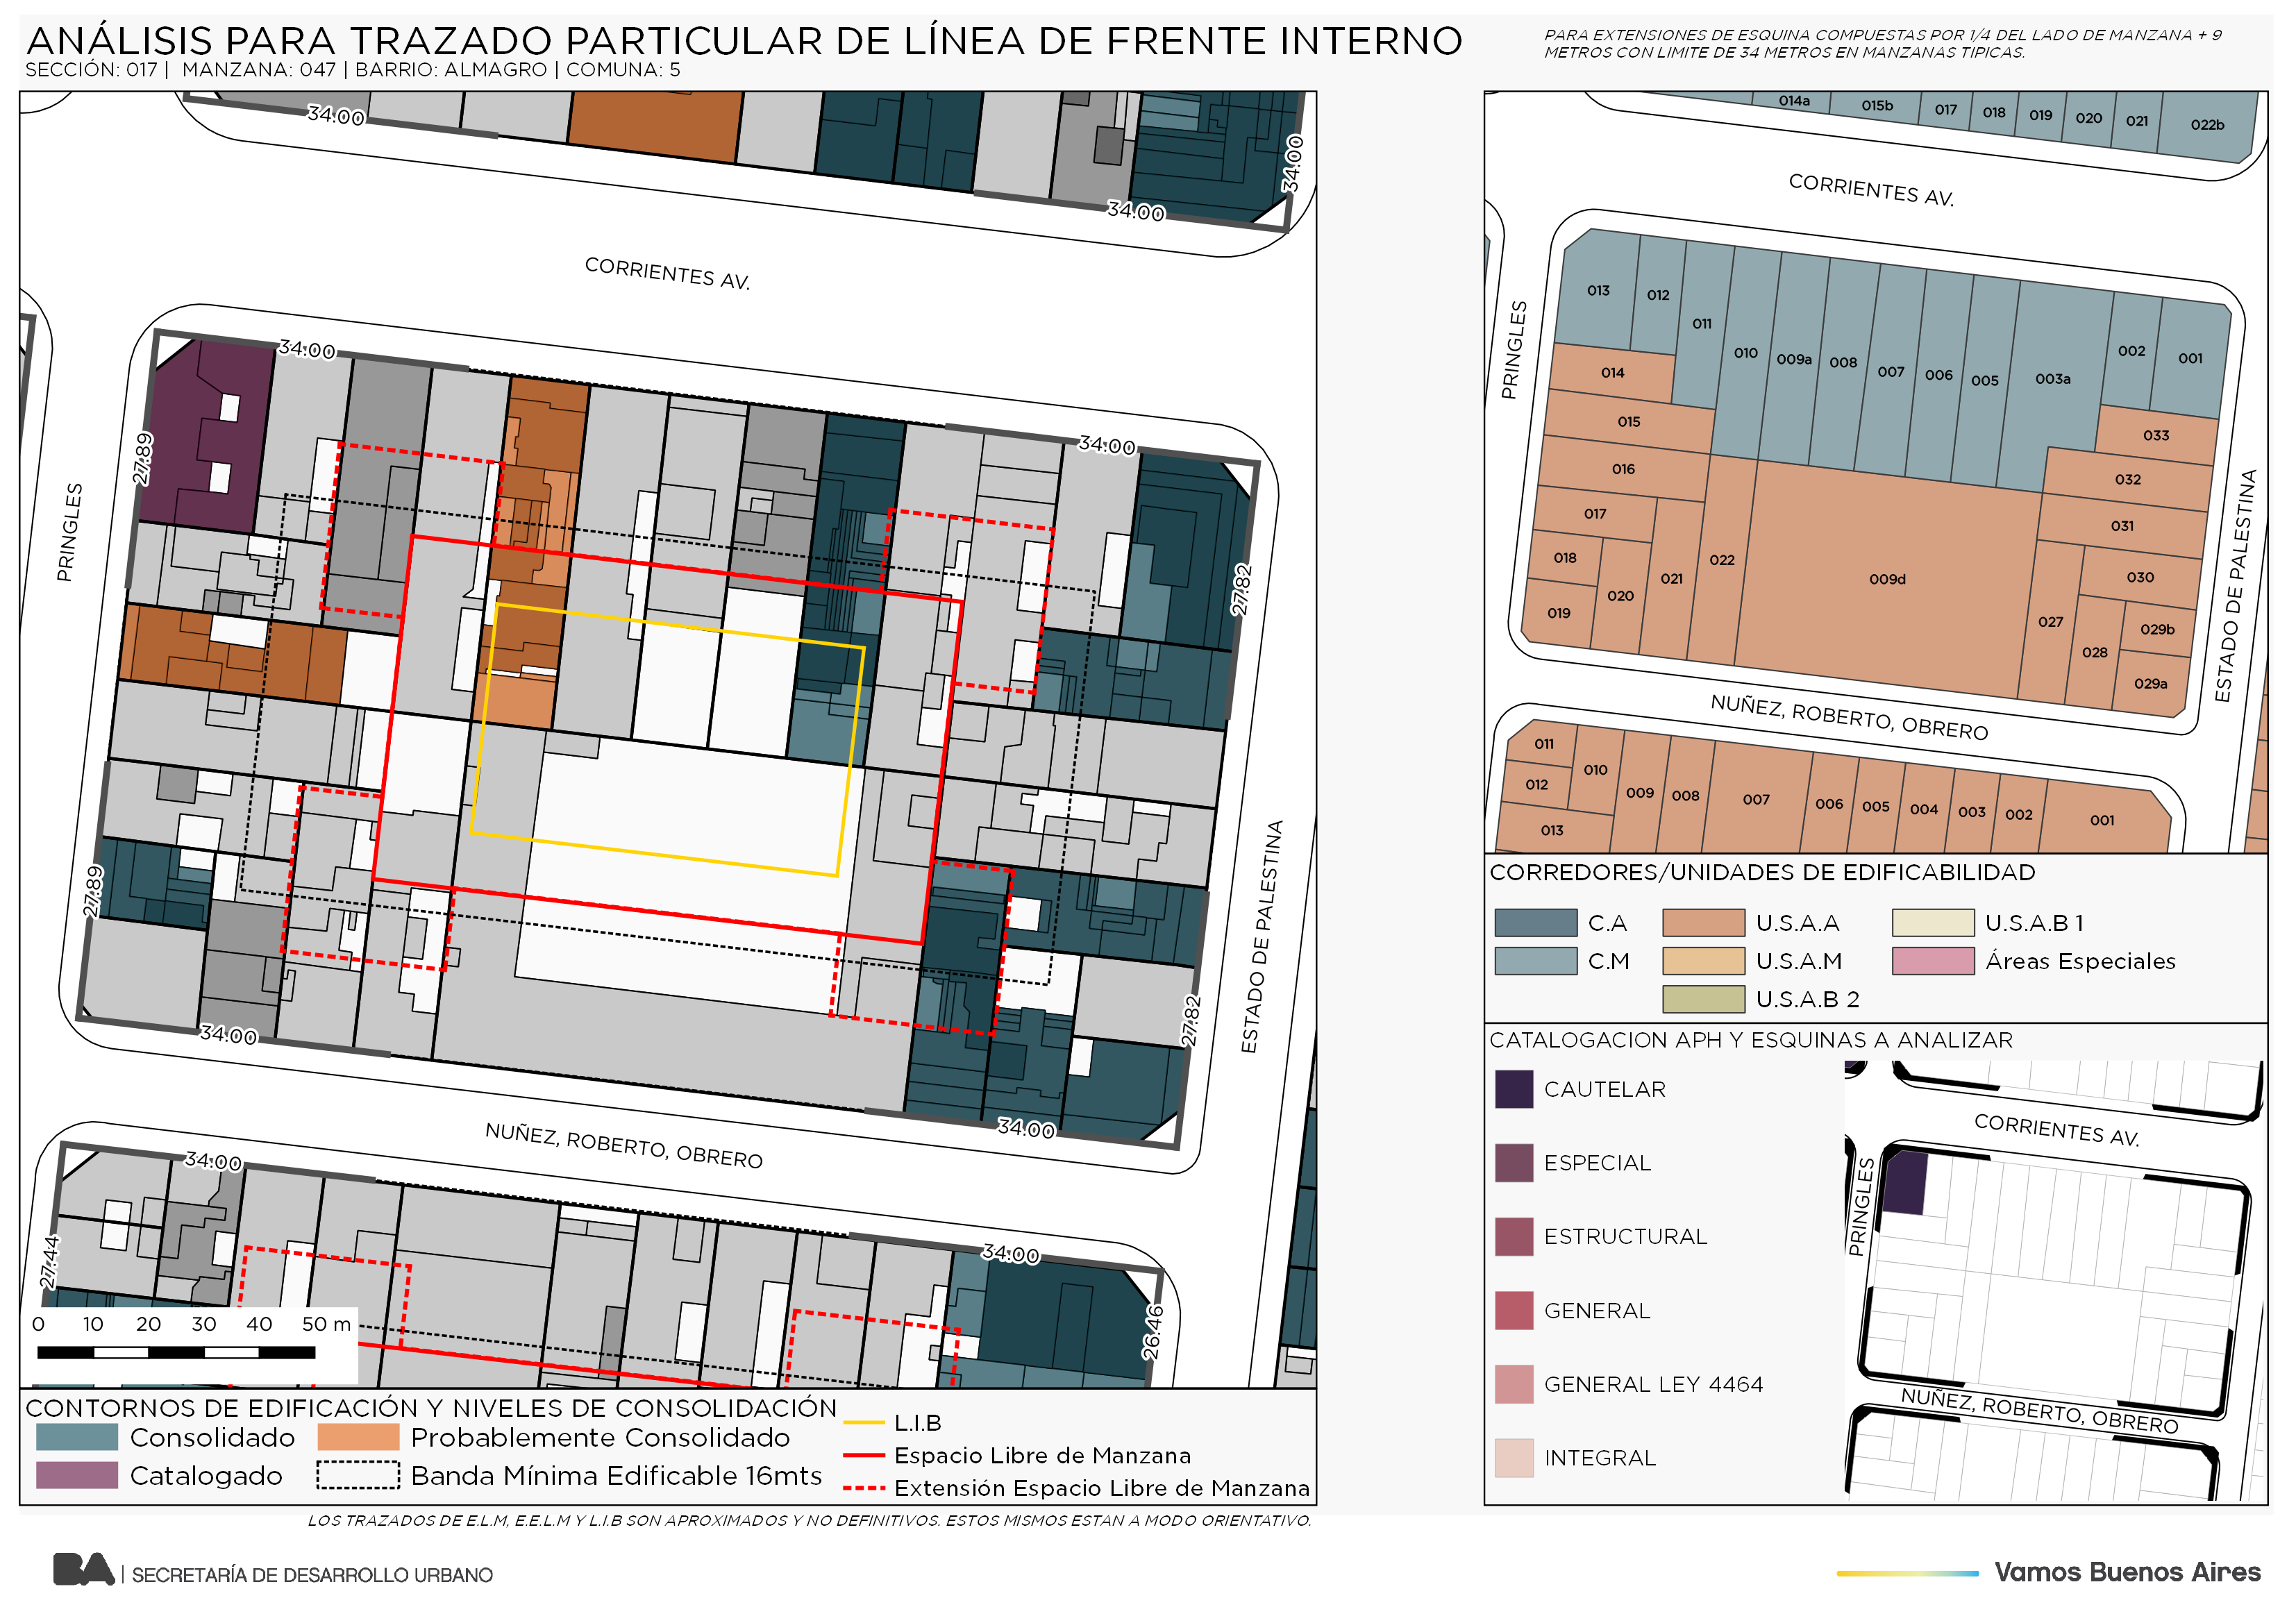 ANÁLISIS PARA TRAZADO PARTICULAR DE LÍNEA DE FRENTE INTERNO
SECCIÓN: 017 | MANZANA: 047 | BARRIO: ALMAGRO | COMUNA: 5
PARA EXTENSIONES DE ESQUINA COMPUESTAS POR 1/4 DEL LADO DE MANZANA + 9
METROS CON LIMITE DE 34 METROS EN MANZANAS TIPICAS.
34.00
34.00
34.00
CORRIENTES AV.
34.00
34.00
27.89
27.82
PRINGLES
27.89
27.82
ESTADO DE PALESTINA
34.00
34.00
NUÑEZ, ROBERTO, OBRERO
34.00
34.00
27.44
26.46
0 10 20 30 40 50 m
CONTORNOS DE EDIFICACIÓN Y NIVELES DE CONSOLIDACIÓN
Consolidado
Probablemente Consolidado
Catalogado
Banda Mínima Edificable 16mts
L.I.B
Espacio Libre de Manzana
Extensión Espacio Libre de Manzana
LOS TRAZADOS DE E.L.M, E.E.L.M Y L.I.B SON APROXIMADOS Y NO DEFINITIVOS. ESTOS MISMOS ESTAN A MODO ORIENTATIVO.
014a 015b 017 018 019 020 021 022b
CORRIENTES AV.
PRINGLES
013 012 011 010 009a 008 007 006 005 003a 002 001
014
015
016
017
018
019
020
021
022
009d
033
032
031
030
027
028
029b
029a
ESTADO DE PALESTINA
NUÑEZ, ROBERTO, OBRERO
011
012
013
010 009 008 007 006 005 004 003 002 001
CORREDORES/UNIDADES DE EDIFICABILIDAD
C.A
U.S.A.A
U.S.A.B 1
C.M
U.S.A.M
Áreas Especiales
U.S.A.B 2
CATALOGACION APH Y ESQUINAS A ANALIZAR
CAUTELAR
ESPECIAL
ESTRUCTURAL
GENERAL
GENERAL LEY 4464
INTEGRAL
CORRIENTES AV.
PRINGLES
NUÑEZ, ROBERTO, OBRERO
BA | SECRETARÍA DE DESARROLLO URBANO
Vamos Buenos Aires